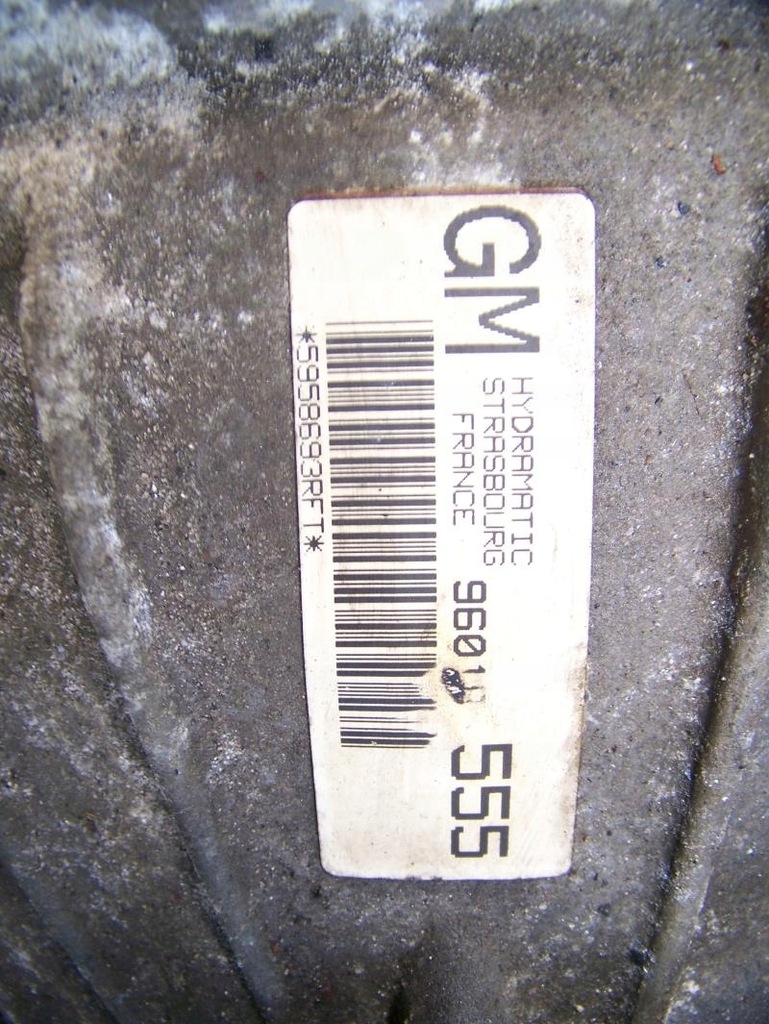 GM
HYDRAMATIC
STRASBOURG
FRANCE
555
*5958693RFT*